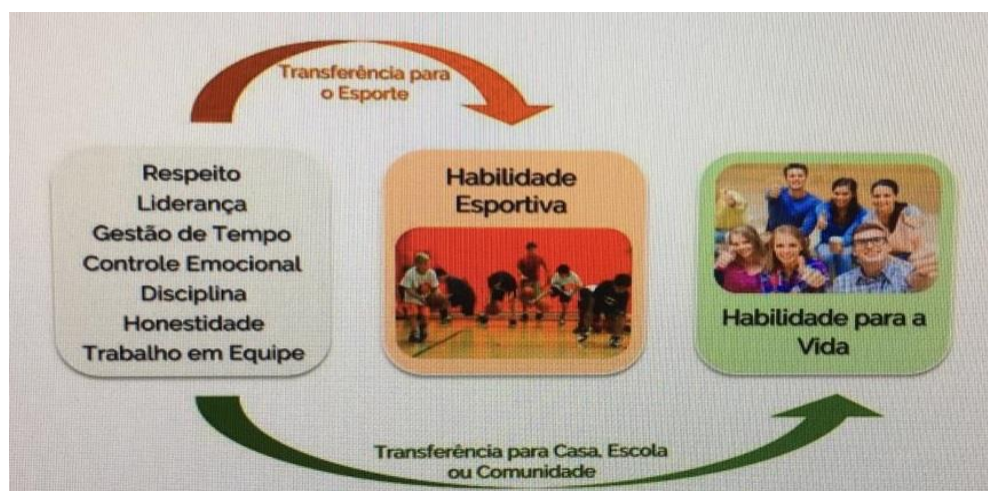 Transferência para
o Esporte
Respeito
Liderança
Gestão de Tempo
Controle Emocional
Disciplina
Honestidade
Trabalho em Equipe
Habilidade
Esportiva
Habilidade para a
Vida
Transferência para Casa, Escola
ou Comunidade